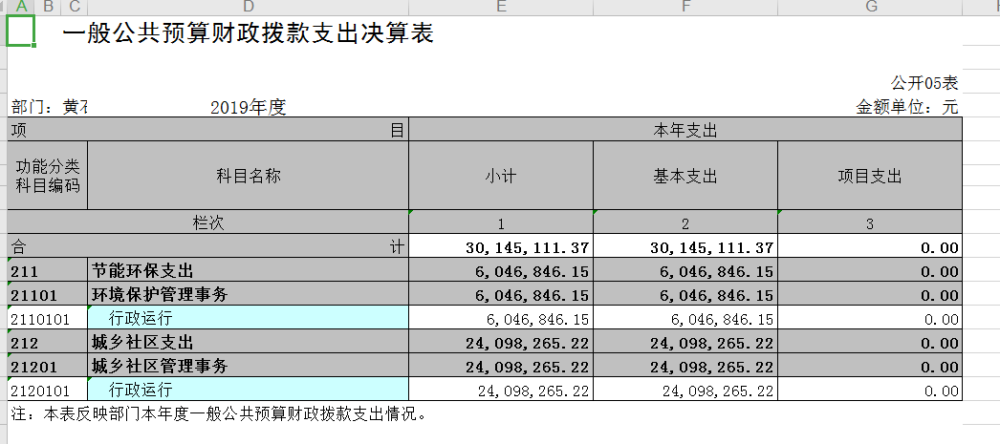 A B C D E F G
一般公共预算财政拨款支出决算表
公开05表
部门：黄 2019年度 金额单位：元
项 目 本年支出
功能分类
科目编码 科目名称 小计 基本支出 项目支出
栏次 1 2 3
合 计 30,145,111.37 30,145,111.37 0.00
211 节能环保支出 6,046,846.15 6,046,846.15 0.00
21101 环境保护管理事务 6,046,846.15 6,046,846.15 0.00
2110101 行政运行 6,046,846.15 6,046,846.15 0.00
212 城乡社区支出 24,098,265.22 24,098,265.22 0.00
21201 城乡社区管理事务 24,098,265.22 24,098,265.22 0.00
2120101 行政运行 24,098,265.22 24,098,265.22 0.00
注：本表反映部门本年度一般公共预算财政拨款支出情况。